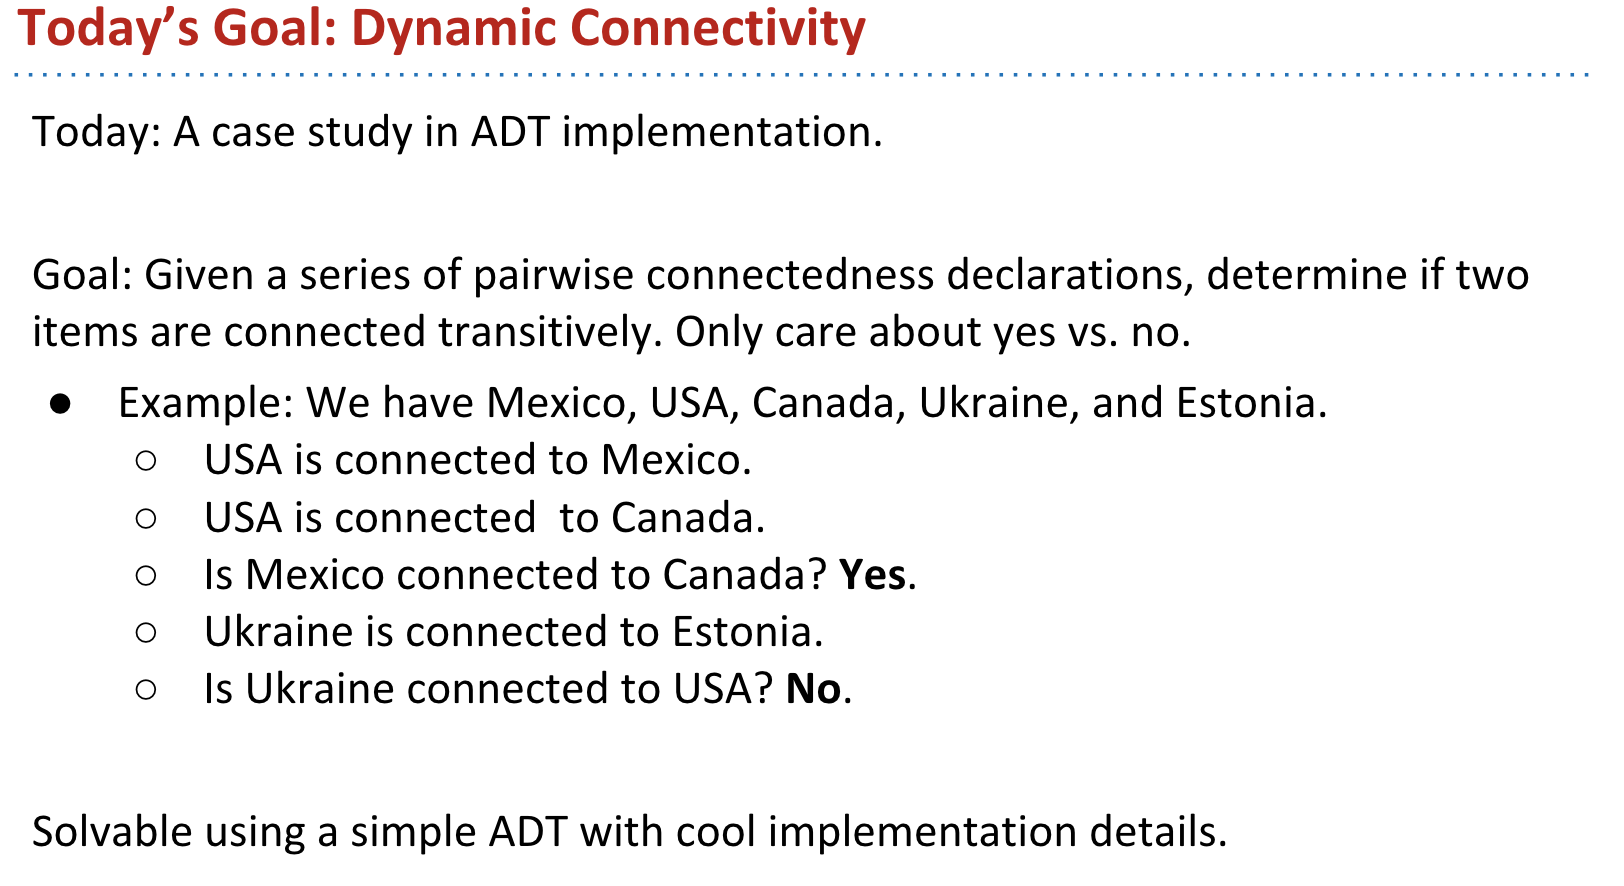 Today’s Goal: Dynamic Connectivity
Today: A case study in ADT implementation.
Goal: Given a series of pairwise connectedness declarations, determine if two
items are connected transitively. Only care about yes vs. no.
● Example: We have Mexico, USA, Canada, Ukraine, and Estonia.
○ USA is connected to Mexico.
○ USA is connected  to Canada.
○ Is Mexico connected to Canada? Yes.
○ Ukraine is connected to Estonia.
○ Is Ukraine connected to USA? No.
Solvable using a simple ADT with cool implementation details.